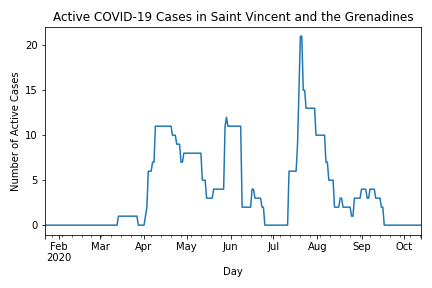 Active COVID-19 Cases in Saint Vincent and the Grenadines
Number of Active Cases
20
15
10
5
0
Feb Mar Apr May Jun Jul Aug Sep Oct
2020
Day